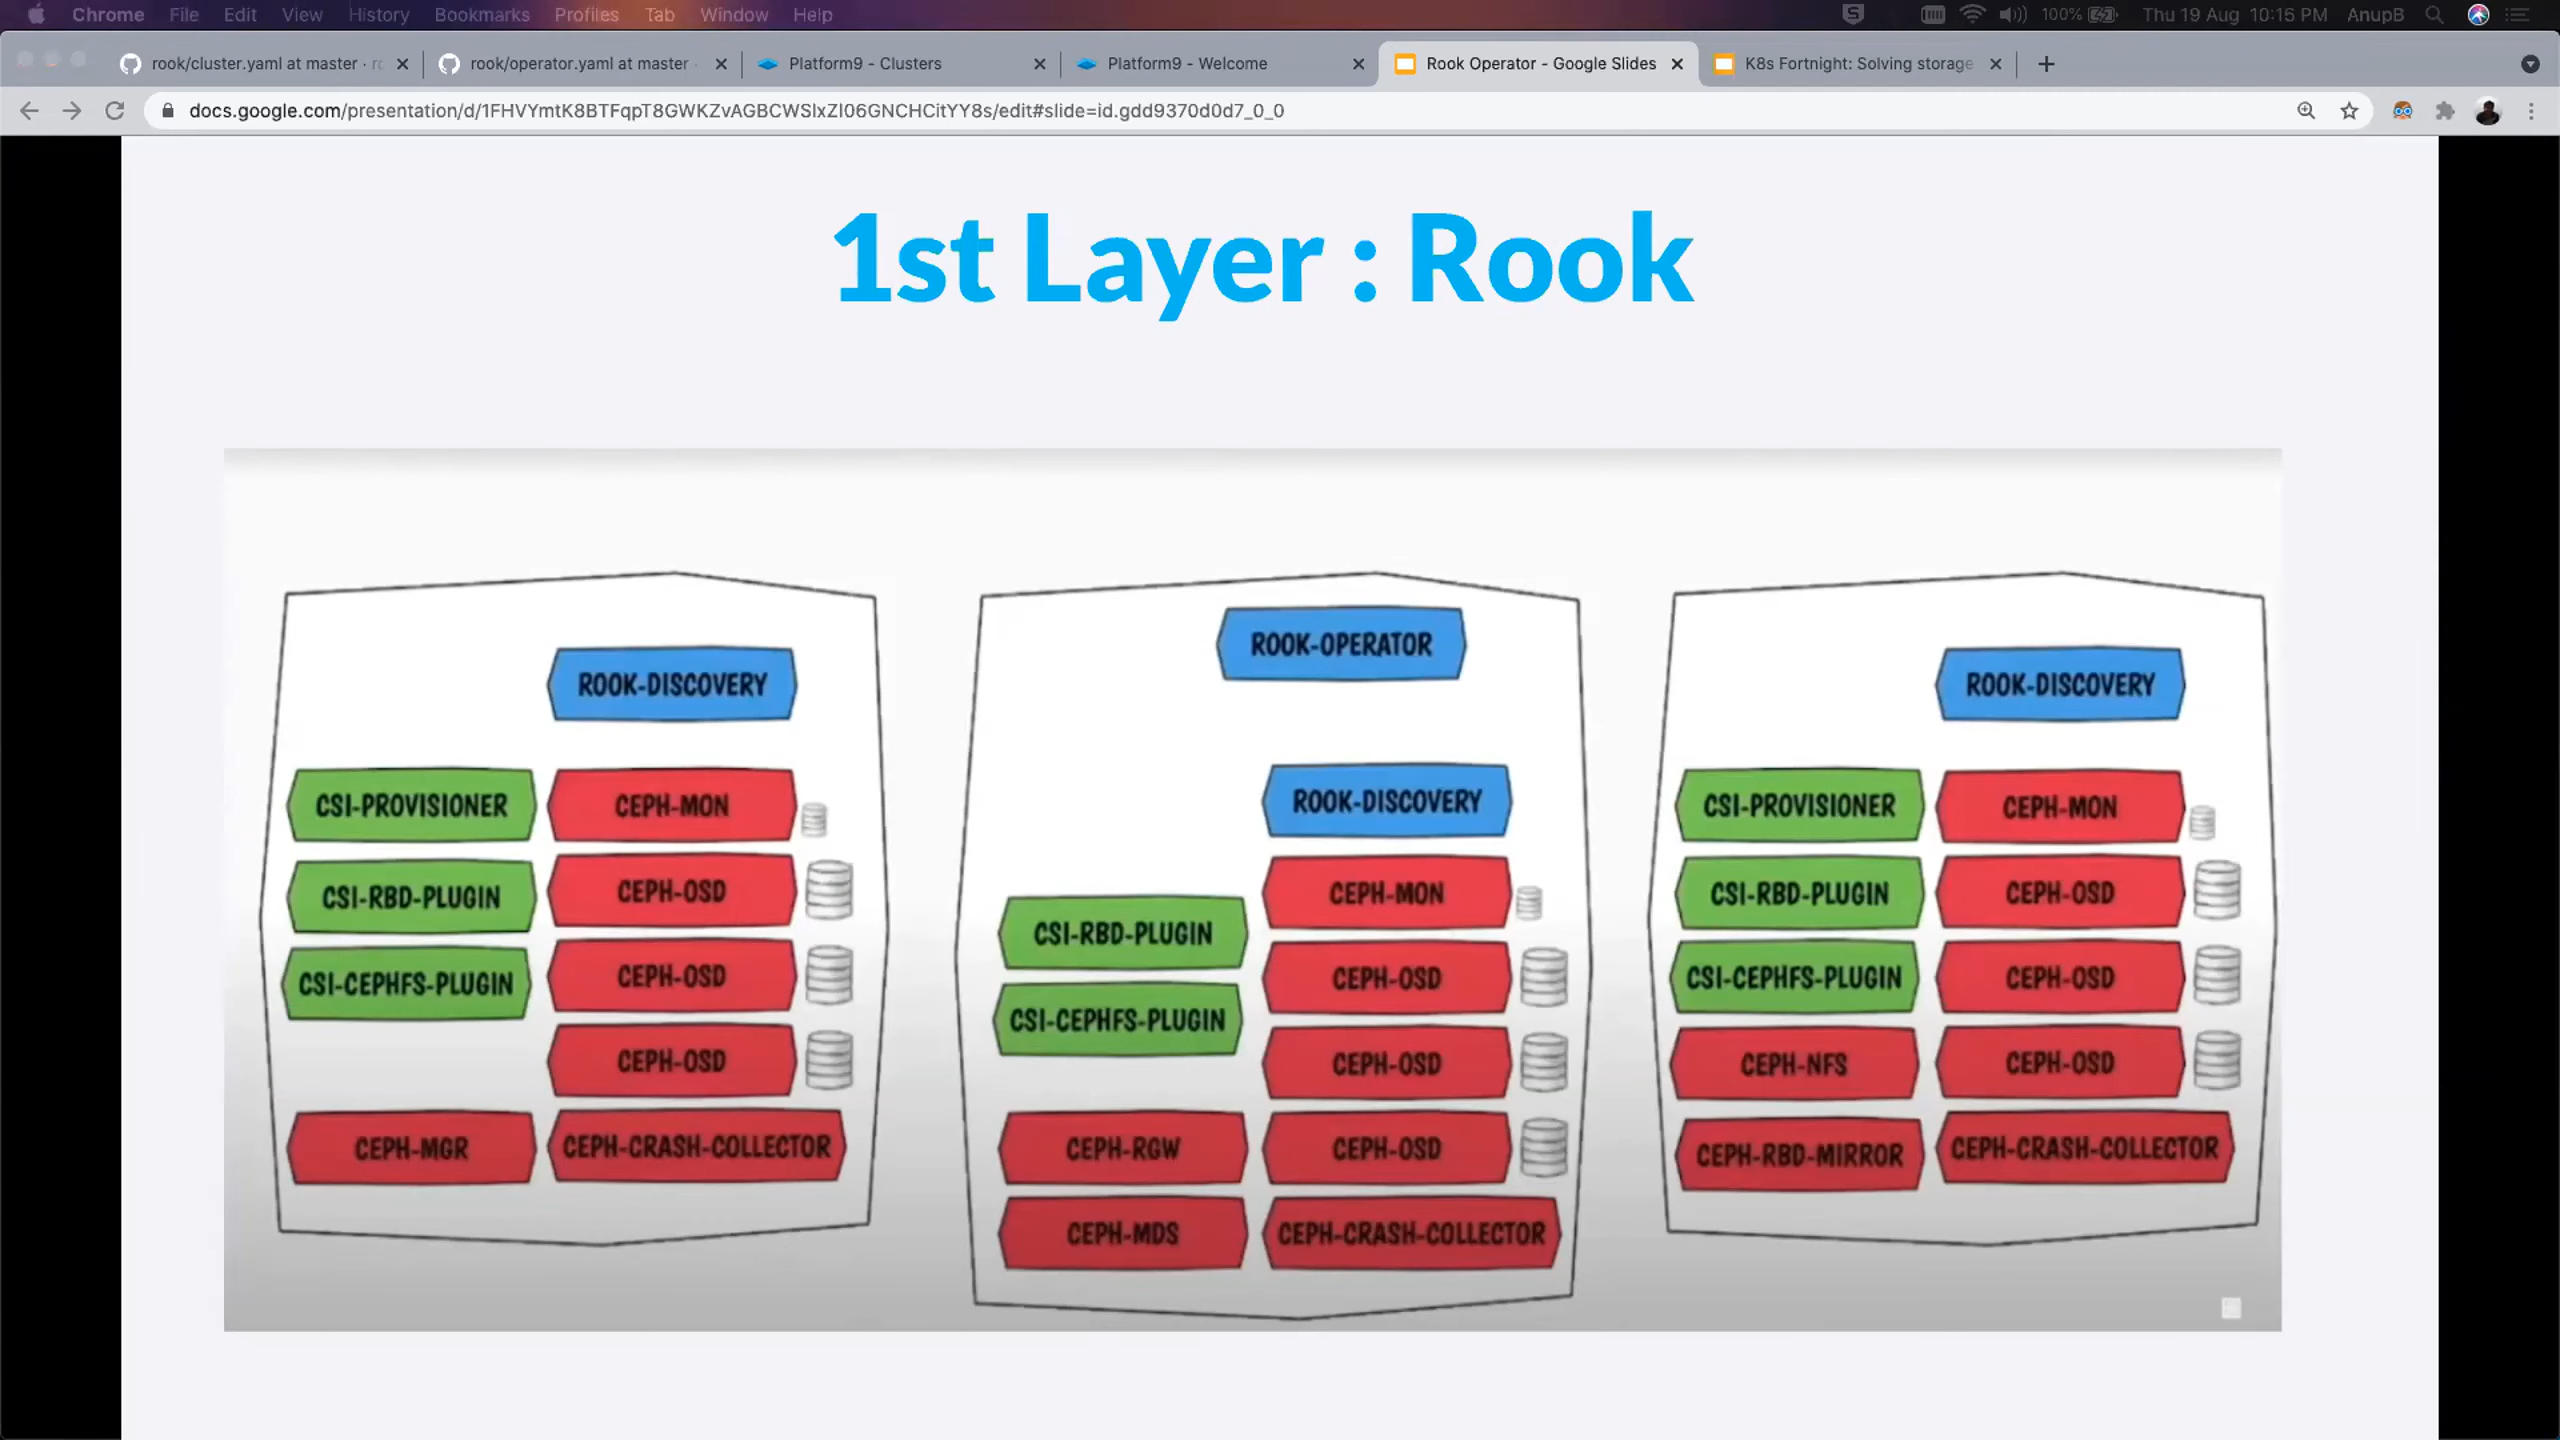 Chrome File Edit View History Bookmarks Profiles Tab Window Help 100% Thu 19 Aug 10:15 PM AnupB
rook/cluster.yaml at master · ro rook/operator.yaml at master Platform9 - Clusters Platform9 - Welcome Rook Operator - Google Slides K8s Fortnight: Solving storage
docs.google.com/presentation/d/1FHVYmtK8BTFqpT8GWKZvAGBCWSlxZl06GNCHCitYY8s/edit#slide=id.gdd9370d0d7_0_0
1st Layer : Rook
ROOK-DISCOVERY
CSI-PROVISIONER CEPH-MON
CSI-RBD-PLUGIN CEPH-OSD
CSI-CEPHFS-PLUGIN CEPH-OSD
CEPH-OSD
CEPH-MGR CEPH-CRASH-COLLECTOR
ROOK-OPERATOR
ROOK-DISCOVERY
CEPH-MON
CSI-RBD-PLUGIN CEPH-OSD
CSI-CEPHFS-PLUGIN CEPH-OSD
CEPH-RGW CEPH-OSD
CEPH-MDS CEPH-CRASH-COLLECTOR
ROOK-DISCOVERY
CSI-PROVISIONER CEPH-MON
CSI-RBD-PLUGIN CEPH-OSD
CSI-CEPHFS-PLUGIN CEPH-OSD
CEPH-NFS CEPH-OSD
CEPH-RBD-MIRROR CEPH-CRASH-COLLECTOR